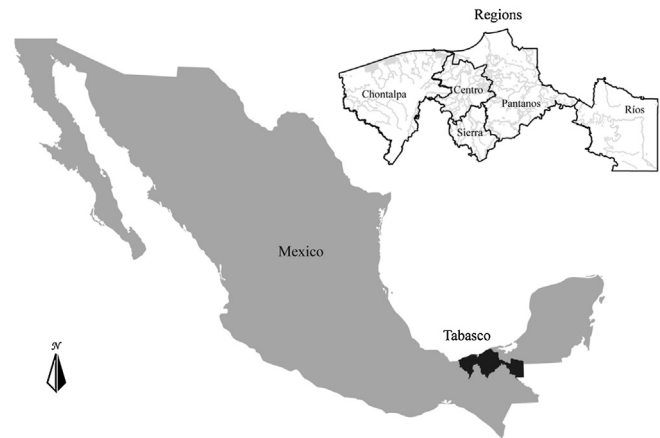 Regions
Chontalpa
Centro
Pantanos
Ríos
Sierra
Mexico
Tabasco
N